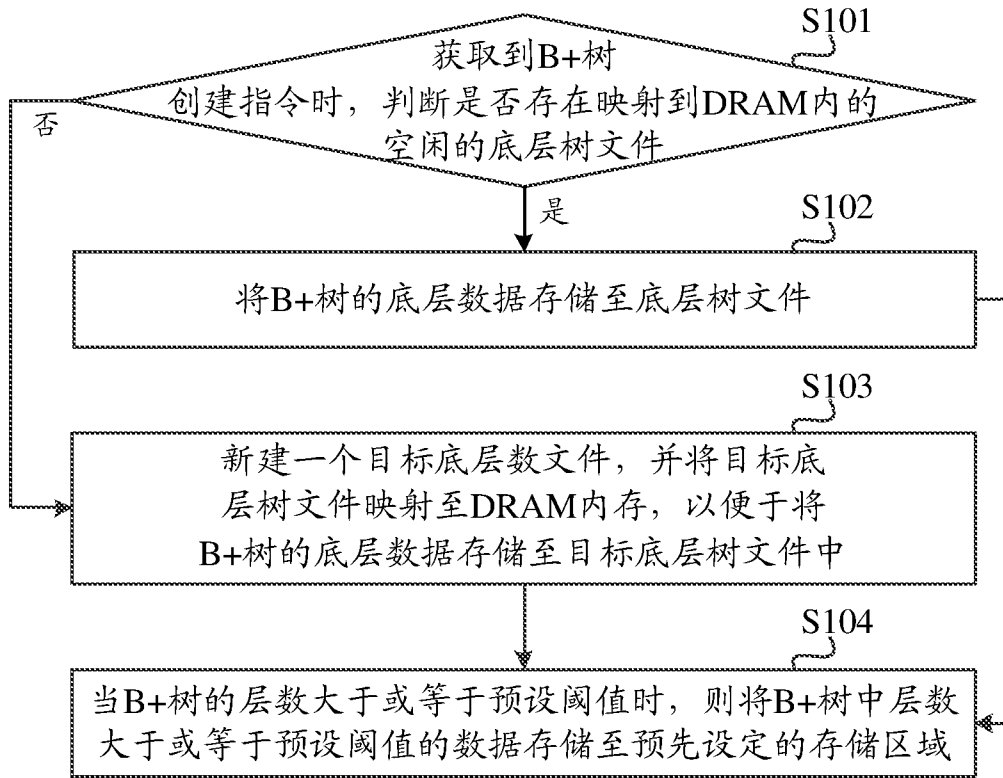 S101
获取到B+树
创建指令时，判断是否存在映射到DRAM内的
空闲的底层树文件
否
是
S102
将B+树的底层数据存储至底层树文件
S103
新建一个目标底层数文件，并将目标底
层树文件映射至DRAM内存，以便于将
B+树的底层数据存储至目标底层树文件中
S104
当B+树的层数大于或等于预设阈值时，则将B+树中层数
大于或等于预设阈值的数据存储至预先设定的存储区域